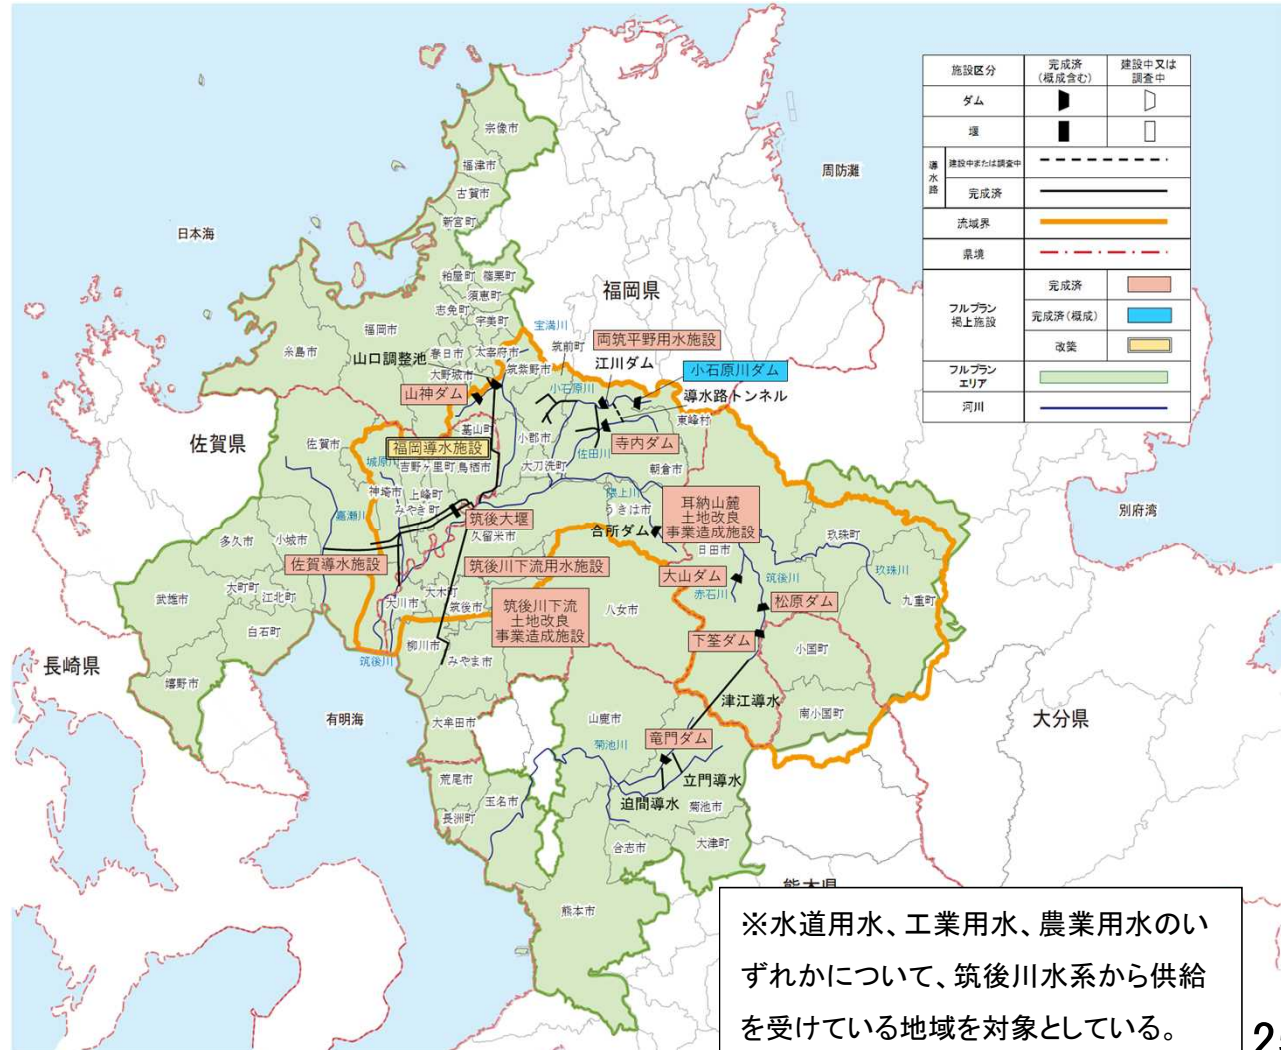 施設区分
完成済
(概成含む)
建設中又は
調査中
ダム
堰
導水路
建設中または調査中
完成済
流域界
県境
フルプラン
掲上施設
完成済
完成済(概成)
改築
フルプラン
エリア
河川
宗像市
福津市
古賀市
新宮町
周防灘
日本海
粕屋町
篠栗町
須恵町
志免町
宇美町
福岡県
福岡市
糸島市
宝満川
両筑平野用水施設
山口調整池
春日市
太宰府市
筑前町
江川ダム
大野城市
筑紫野市
小石原川ダム
山神ダム
小石原川
導水路トンネル
基山町
東峰村
佐賀県
佐賀市
福岡導水施設
小郡市
寺内ダム
城原川
吉野ヶ里町
鳥栖市
大刀洗町
佐田川
朝倉市
神埼市
上峰町
みやき町
隈上川
うきは市
耳納山麓
土地改良
事業造成施設
別府湾
嘉瀬川
筑後大堰
久留米市
合所ダム
日田市
玖珠町
多久市
小城市
佐賀導水施設
筑後川下流用水施設
大山ダム
筑後川
玖珠川
武雄市
大町町
江北町
大川市
大木町
筑後市
赤石川
松原ダム
九重町
白石町
筑後川下流
土地改良
事業造成施設
八女市
下筌ダム
柳川市
小国町
長崎県
筑後川
みやま市
嬉野市
有明海
大牟田市
山鹿市
津江導水
南小国町
大分県
菊池川
竜門ダム
荒尾市
玉名市
立門導水
長洲町
迫間導水
菊池市
合志市
大津町
熊本県
熊本市
※水道用水、工業用水、農業用水のい
ずれかについて、筑後川水系から供給
を受けている地域を対象としている。